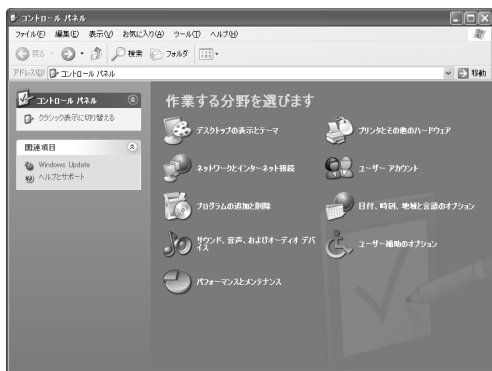 コントロール パネル
ファイル(F) 編集(E) 表示(V) お気に入り(A) ツール(T) ヘルプ(H)
戻る 検索 フォルダ
アドレス(D) コントロール パネル 移動
コントロール パネル
クラシック表示に切り替える
関連項目
Windows Update
ヘルプとサポート
作業する分野を選びます
デスクトップの表示とテーマ
プリンタとその他のハードウェア
ネットワークとインターネット接続
ユーザー アカウント
プログラムの追加と削除
日付、時刻、地域と言語のオプション
サウンド、音声、およびオーディオ デバ
イス
ユーザー補助のオプション
パフォーマンスとメンテナンス